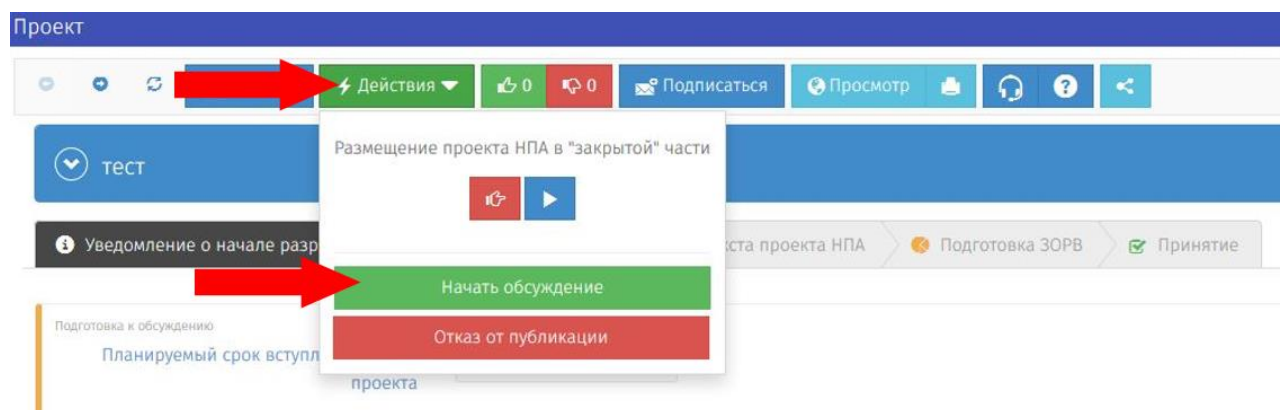 Проект
Действия 0 0 Подписаться Просмотр
Размещение проекта НПА в "закрытой" части
тест
Уведомление о начале разр кста проекта НПА Подготовка ЗОРВ Принятие
Начать обсуждение
Отказ от публикации
Подготовка к обсуждению
Планируемый срок вступл
проекта